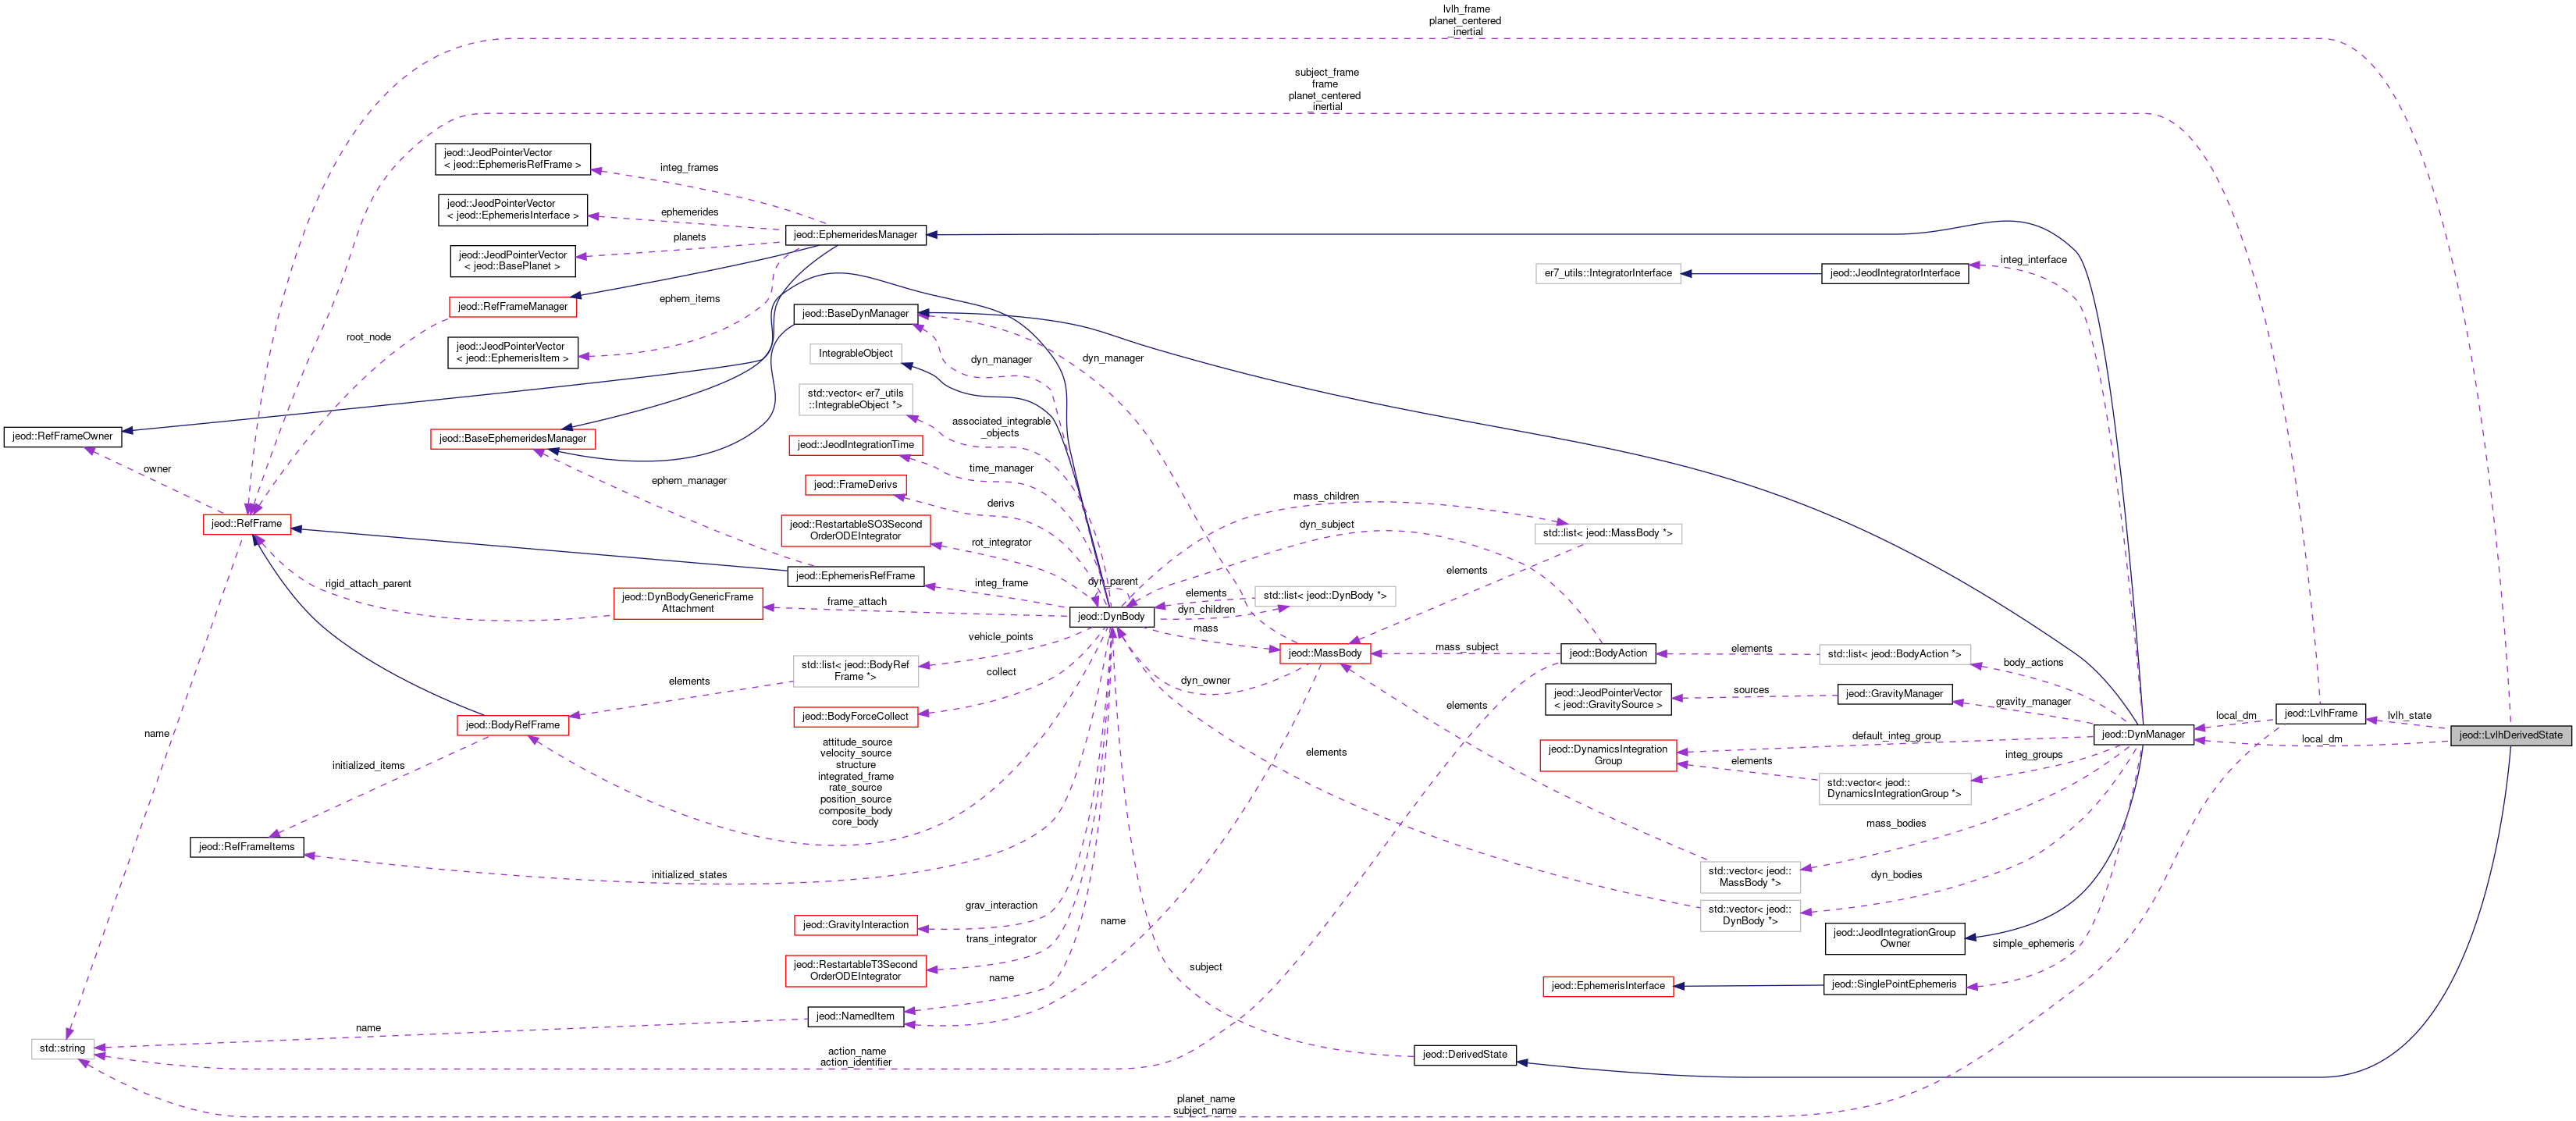 lvlh_frame
planet_centered
_inertial
subject_frame
frame
planet_centered
_inertial
jeod::JeodPointerVector
< jeod::EphemerisRefFrame >
integ_frames
jeod::JeodPointerVector
< jeod::EphemerisInterface >
ephemerides
jeod::EphemeridesManager
planets
jeod::JeodPointerVector
< jeod::BasePlanet >
integ_interface
er7_utils::IntegratorInterface
jeod::JeodIntegratorInterface
jeod::RefFrameManager
ephem_items
jeod::BaseDynManager
root_node
jeod::JeodPointerVector
< jeod::EphemerisItem >
IntegrableObject
dyn_manager
dyn_manager
std::vector< er7_utils
::IntegrableObject *>
associated_integrable
_objects
jeod::RefFrameOwner
jeod::BaseEphemeridesManager
jeod::JeodIntegrationTime
owner
time_manager
ephem_manager
jeod::FrameDerivs
derivs
mass_children
jeod::RefFrame
jeod::RestartableSO3Second
OrderODEIntegrator
dyn_subject
std::list< jeod::MassBody *>
rot_integrator
elements
jeod::EphemerisRefFrame
integ_frame
dyn_parent
rigid_attach_parent
jeod::DynBodyGenericFrame
Attachment
frame_attach
jeod::DynBody
elements
std::list< jeod::DynBody *>
dyn_children
mass
vehicle_points
mass_subject
jeod::MassBody
jeod::BodyAction
elements
std::list< jeod::BodyAction *>
body_actions
std::list< jeod::BodyRef
Frame *>
elements
collect
dyn_owner
jeod::JeodPointerVector
< jeod::GravitySource >
sources
jeod::GravityManager
gravity_manager
elements
jeod::BodyRefFrame
jeod::BodyForceCollect
local_dm
jeod::LvlhFrame
lvlh_state
jeod::DynManager
local_dm
jeod::LvlhDerivedState
default_integ_group
attitude_source
velocity_source
structure
integrated_frame
rate_source
position_source
composite_body
core_body
initialized_items
elements
jeod::DynamicsIntegration
Group
elements
integ_groups
std::vector< jeod::
DynamicsIntegrationGroup *>
mass_bodies
jeod::RefFrameItems
name
initialized_states
std::vector< jeod::
MassBody *>
dyn_bodies
grav_interaction
jeod::GravityInteraction
name
std::vector< jeod::
DynBody *>
jeod::JeodIntegrationGroup
Owner
trans_integrator
simple_ephemeris
jeod::RestartableT3Second
OrderODEIntegrator
subject
name
jeod::EphemerisInterface
jeod::SinglePointEphemeris
jeod::NamedItem
name
std::string
action_name
action_identifier
jeod::DerivedState
planet_name
subject_name